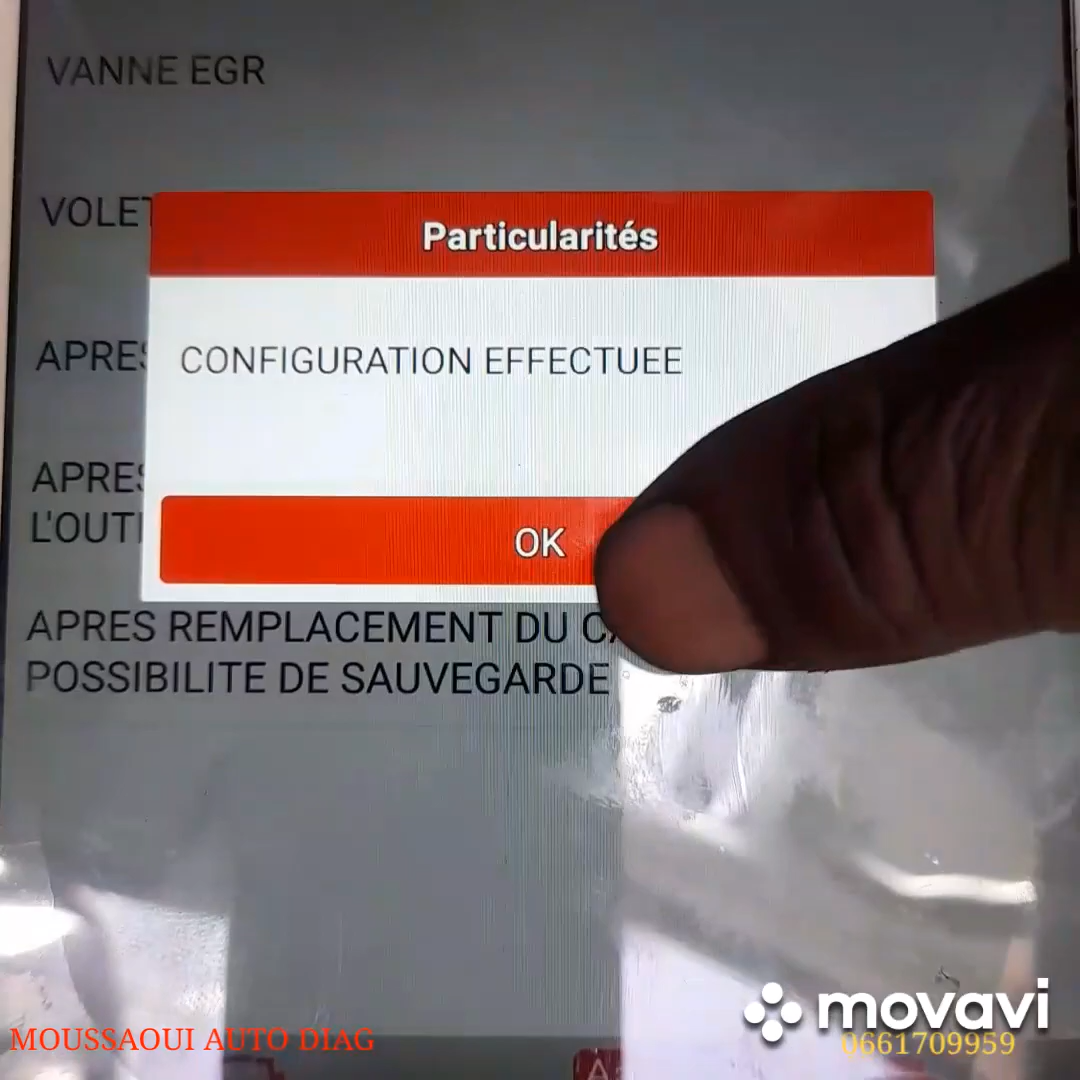 VANNE EGR
VOLET
Particularités
APRES
CONFIGURATION EFFECTUEE
APRES
L'OUTI
OK
APRES REMPLACEMENT DU
POSSIBILITE DE SAUVEGARDE
movavi
MOUSSAOUI AUTO DIAG
0661709959